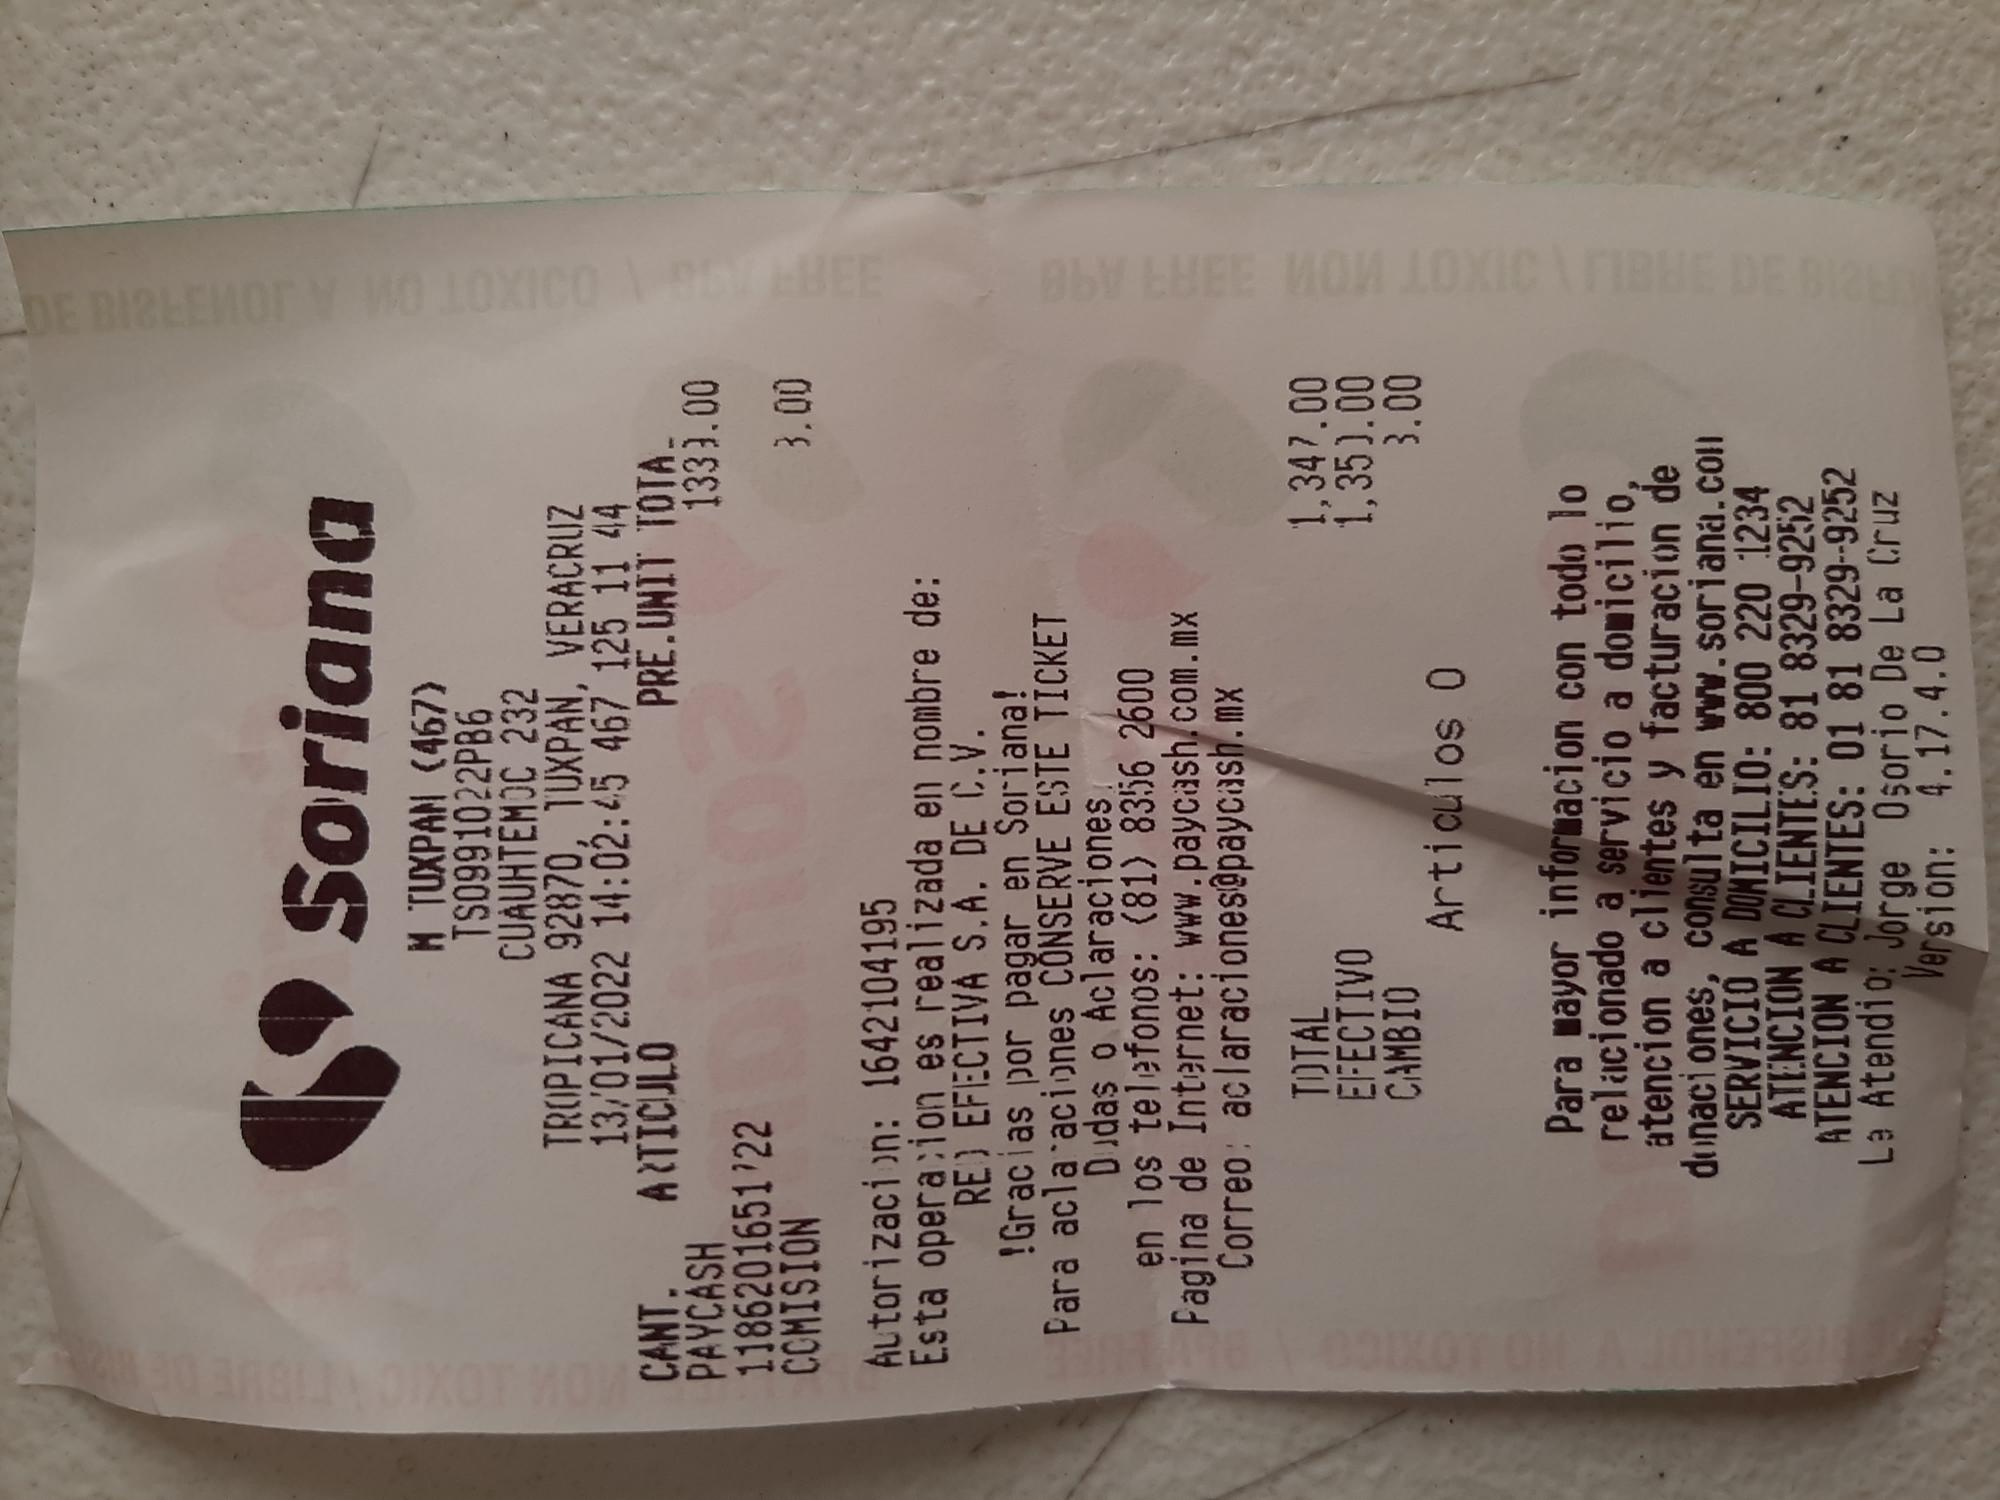 Soriana
M TUXPAN (467)
TSO991022PB6
CUAUHTEMOC 232
TROPICANA 92870, TUXPAN, VERACRUZ
13/01/2022 14:02:45 467 125 11 44
CANT. ARTICULO PRE.UNIT TOTAL
PAYCASH 1339.00
COMISION 8.00
Autorizacion: 1642104195
Esta operacion es realizada en nombre de:
RED EFECTIVA S.A. DE C.V.
!Gracias por pagar en Soriana!
Para aclaraciones CONSERVE ESTE TICKET
Dudas o Aclaraciones:
en los telefonos: (81) 8356 2600
Pagina de Internet: www.paycash.com.mx
Correo: aclaraciones@paycash.mx
TOTAL 1,347.00
EFECTIVO 1,350.00
CAMBIO 3.00
Articulos 0
Para mayor informacion con todo lo
relacionado a servicio a domicilio,
atencion a clientes y facturacion de
donaciones, consulta en www.soriana.com
SERVICIO A DOMICILIO: 800 220 1234
ATENCION A CLIENTES: 81 8329-9252
ATENCION A CLIENTES: 01 81 8329-9252
Le Atendio: Jorge Osorio De La Cruz
Version: 4.17.4.0